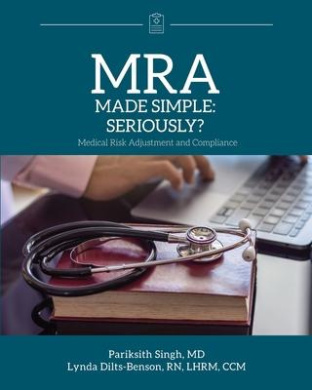 MRA
MADE SIMPLE:
SERIOUSLY?
Medical Risk Adjustment and Compliance
Pariksith Singh, MD
Lynda Dilts-Benson, RN, LHRM, CCM